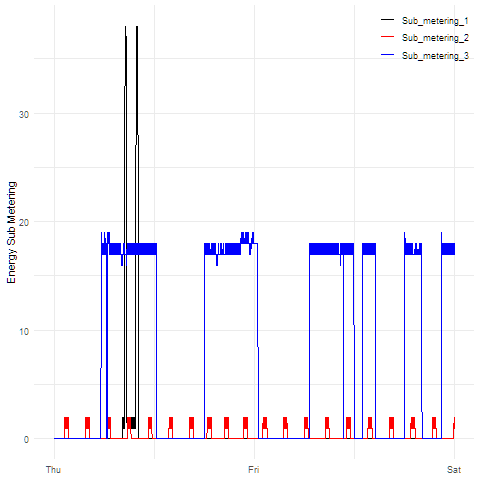 Sub_metering_1
Sub_metering_2
Sub_metering_3
Energy Sub Metering
30
20
10
0
Thu
Fri
Sat